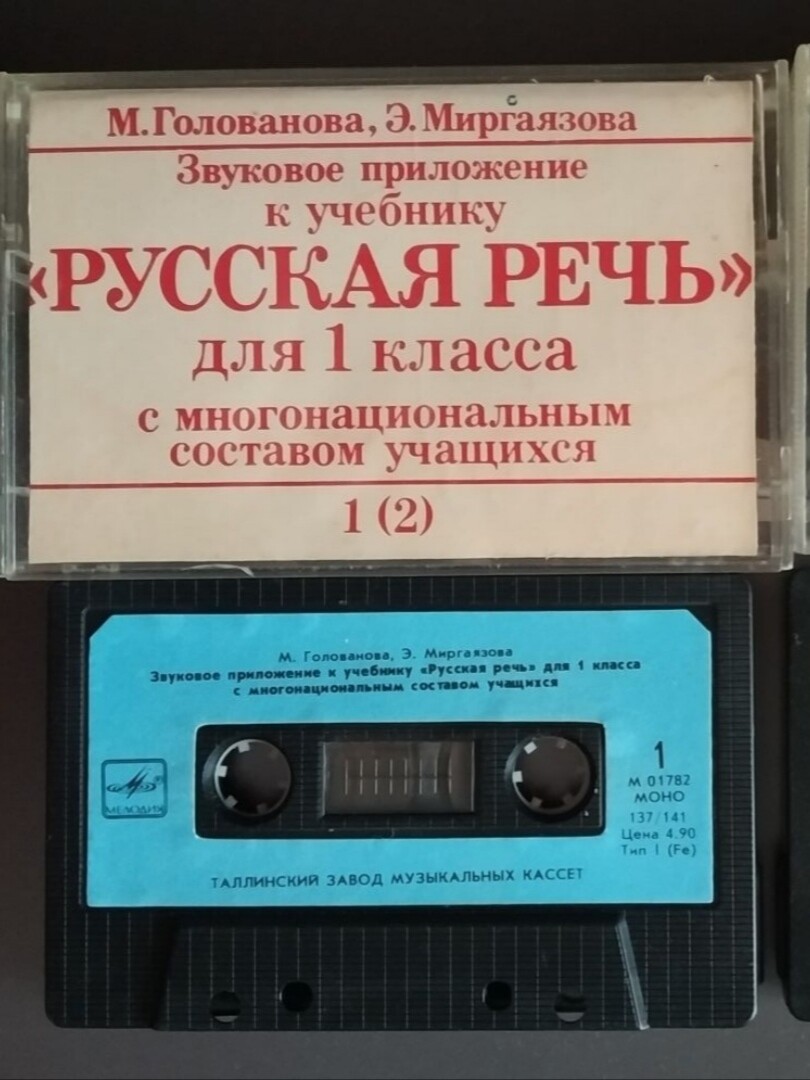 М.Голованова, Э.Миргаязова
Звуковое приложение
к учебнику
«РУССКАЯ РЕЧЬ»
для 1 класса
с многонациональным
составом учащихся
1 (2)
М. Голованова, Э. Миргаязова
Звуковое приложение к учебнику «Русская речь» для 1 класса
с многонациональным составом учащихся
МЕЛОДИЯ
1
М 01782
МОНО
137/141
Цена 4.90
Тип I (Fe)
ТАЛЛИНСКИЙ ЗАВОД МУЗЫКАЛЬНЫХ КАССЕТ